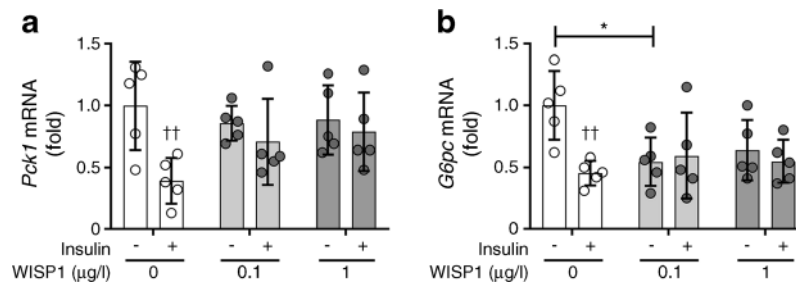 a
Pck1 mRNA
(fold)
1.5
1.0
0.5
0
††
Insulin - + - + - +
WISP1 (µg/l) 0 0.1 1
b
G6pc mRNA
(fold)
1.5
1.0
0.5
0
*
††
Insulin - + - + - +
WISP1 (µg/l) 0 0.1 1